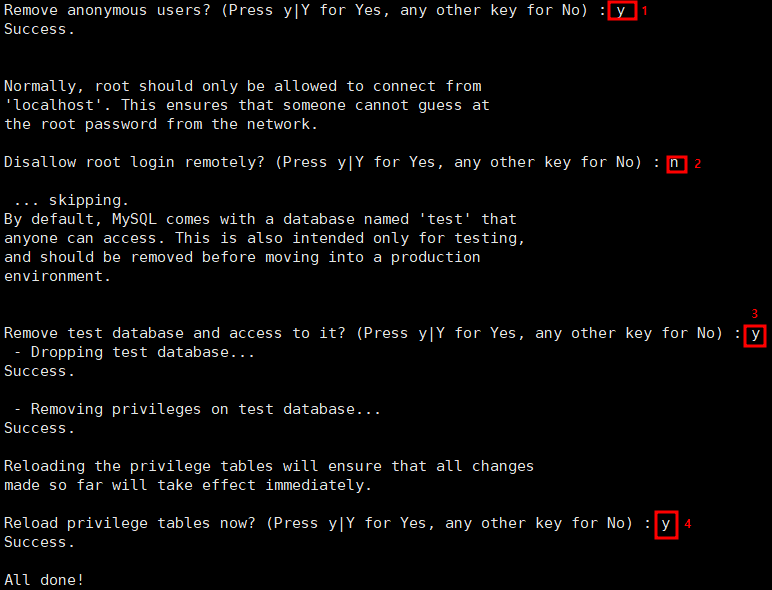 Remove anonymous users? (Press y|Y for Yes, any other key for No) : y 1
Success.
Normally, root should only be allowed to connect from
'localhost'. This ensures that someone cannot guess at
the root password from the network.
Disallow root login remotely? (Press y|Y for Yes, any other key for No) : n 2
 ... skipping.
By default, MySQL comes with a database named 'test' that
anyone can access. This is also intended only for testing,
and should be removed before moving into a production
environment.
3
Remove test database and access to it? (Press y|Y for Yes, any other key for No) : y
 - Dropping test database...
Success.
 - Removing privileges on test database...
Success.
Reloading the privilege tables will ensure that all changes
made so far will take effect immediately.
Reload privilege tables now? (Press y|Y for Yes, any other key for No) : y 4
Success.
All done!